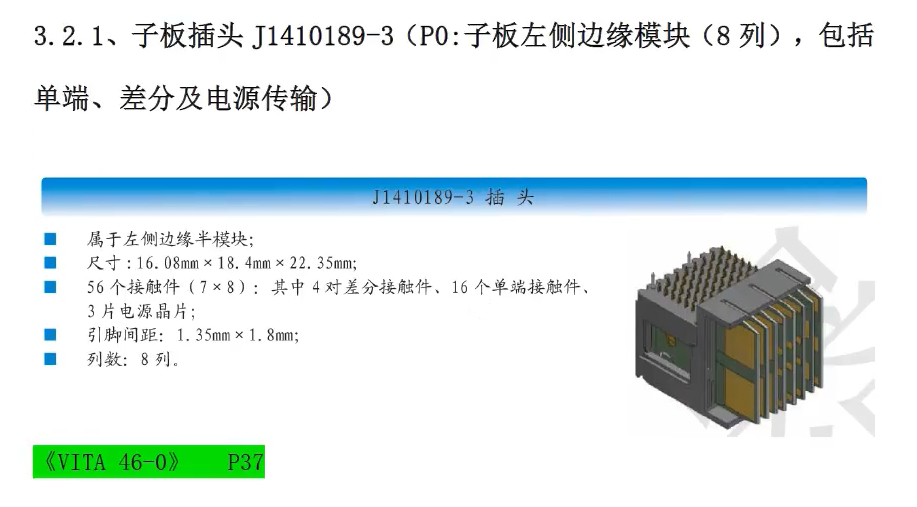 3.2.1、子板插头 J1410189-3（P0:子板左侧边缘模块（8 列），包括
单端、差分及电源传输）
J1410189-3 插 头
■ 属于左侧边缘半模块;
■ 尺寸:16.08mm×18.4mm×22.35mm;
■ 56 个接触件（7×8）：其中 4 对差分接触件、16 个单端接触件、
3 片电源晶片;
■ 引脚间距：1.35mm×1.8mm;
■ 列数：8 列。
《VITA 46-0》 P37